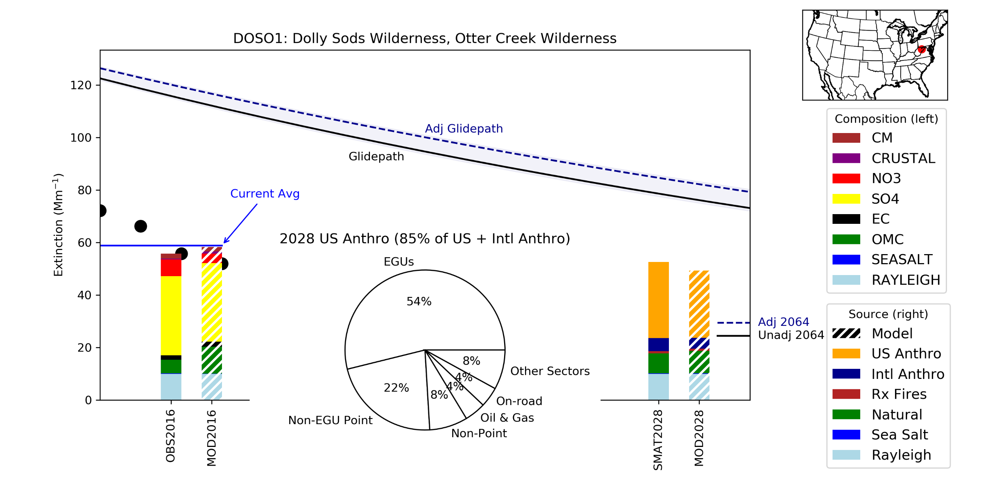 DOSO1: Dolly Sods Wilderness, Otter Creek Wilderness
Extinction (Mm⁻¹)
120
100
80
60
40
20
0
Adj Glidepath
Glidepath
Current Avg
2028 US Anthro (85% of US + Intl Anthro)
EGUs
54%
22%
8%
4%
4%
8%
Other Sectors
On-road
Oil & Gas
Non-Point
Non-EGU Point
OBS2016
MOD2016
SMAT2028
MOD2028
Adj 2064
Unadj 2064
Composition (left)
CM
CRUSTAL
NO3
SO4
EC
OMC
SEASALT
RAYLEIGH
Source (right)
Model
US Anthro
Intl Anthro
Rx Fires
Natural
Sea Salt
Rayleigh